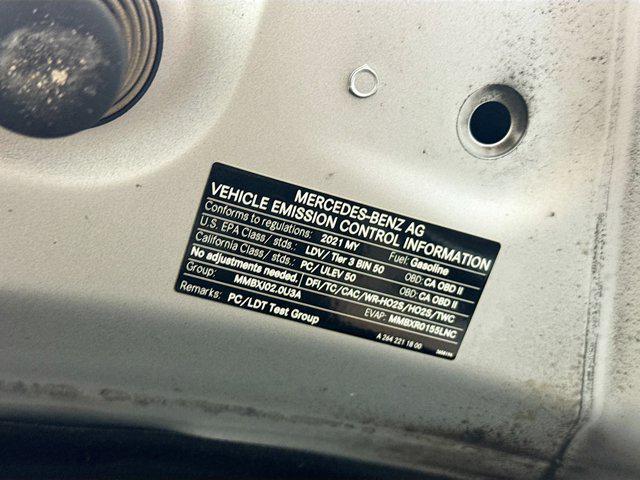 MERCEDES-BENZ AG
VEHICLE EMISSION CONTROL INFORMATION
Conforms to regulations: 2021 MY Fuel: Gasoline
U.S. EPA Class / stds.: LDV/ Tier 3 BIN 50 OBD: CA OBD II
California Class / stds.: PC/ ULEV 50 OBD: CA OBD II
No adjustments needed. DFI/TC/CAC/WR-HO2S/HO2S/TWC
Group: MMBXJ02.0U3A EVAP: MMBXR0155LNC
Remarks: PC/LDT Test Group
A 264 221 18 00